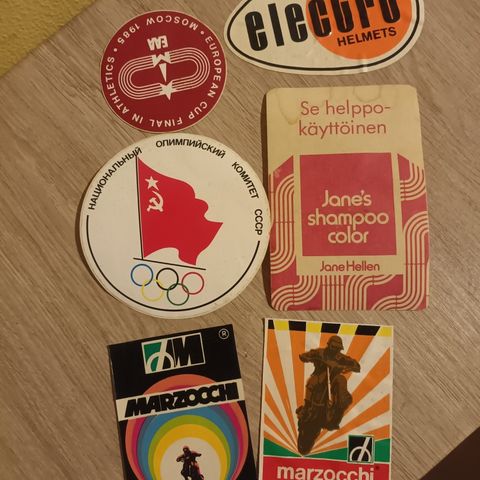 EUROPEAN CUP FINAL IN ATHLETICS • MOSCOW 1985 •
EAA
electro
HELMETS
НАЦИОНАЛЬНЫЙ ОЛИМПИЙСКИЙ КОМИТЕТ СССР
Se helppo-
käyttöinen
Jane's
shampoo
color
Jane Hellen
M
®
MARZOCCHI
marzocchi